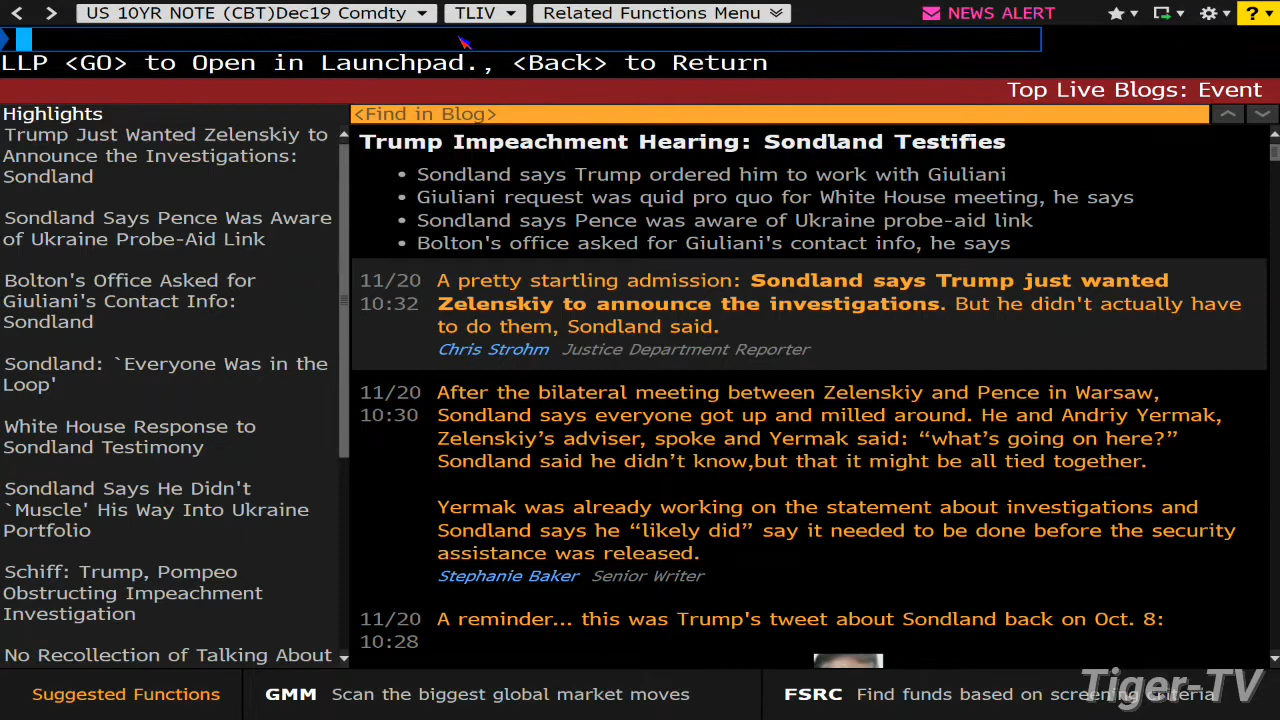 US 10YR NOTE (CBT)Dec19 Comdty TLIV Related Functions Menu NEWS ALERT ?
LLP <GO> to Open in Launchpad., <Back> to Return
Top Live Blogs: Event
Highlights
Trump Just Wanted Zelenskiy to
Announce the Investigations:
Sondland
Sondland Says Pence Was Aware
of Ukraine Probe-Aid Link
Bolton's Office Asked for
Giuliani's Contact Info:
Sondland
Sondland: `Everyone Was in the
Loop'
White House Response to
Sondland Testimony
Sondland Says He Didn't
`Muscle' His Way Into Ukraine
Portfolio
Schiff: Trump, Pompeo
Obstructing Impeachment
Investigation
No Recollection of Talking About
<Find in Blog>
Trump Impeachment Hearing: Sondland Testifies
• Sondland says Trump ordered him to work with Giuliani
• Giuliani request was quid pro quo for White House meeting, he says
• Sondland says Pence was aware of Ukraine probe-aid link
• Bolton's office asked for Giuliani's contact info, he says
11/20 A pretty startling admission: Sondland says Trump just wanted
10:32 Zelenskiy to announce the investigations. But he didn't actually have
to do them, Sondland said.
Chris Strohm Justice Department Reporter
11/20 After the bilateral meeting between Zelenskiy and Pence in Warsaw,
10:30 Sondland says everyone got up and milled around. He and Andriy Yermak,
Zelenskiy’s adviser, spoke and Yermak said: “what’s going on here?”
Sondland said he didn’t know,but that it might be all tied together.
Yermak was already working on the statement about investigations and
Sondland says he “likely did” say it needed to be done before the security
assistance was released.
Stephanie Baker Senior Writer
11/20 A reminder... this was Trump's tweet about Sondland back on Oct. 8:
10:28
Suggested Functions GMM Scan the biggest global market moves FSRC Find funds based on screening criteria
Tiger-TV